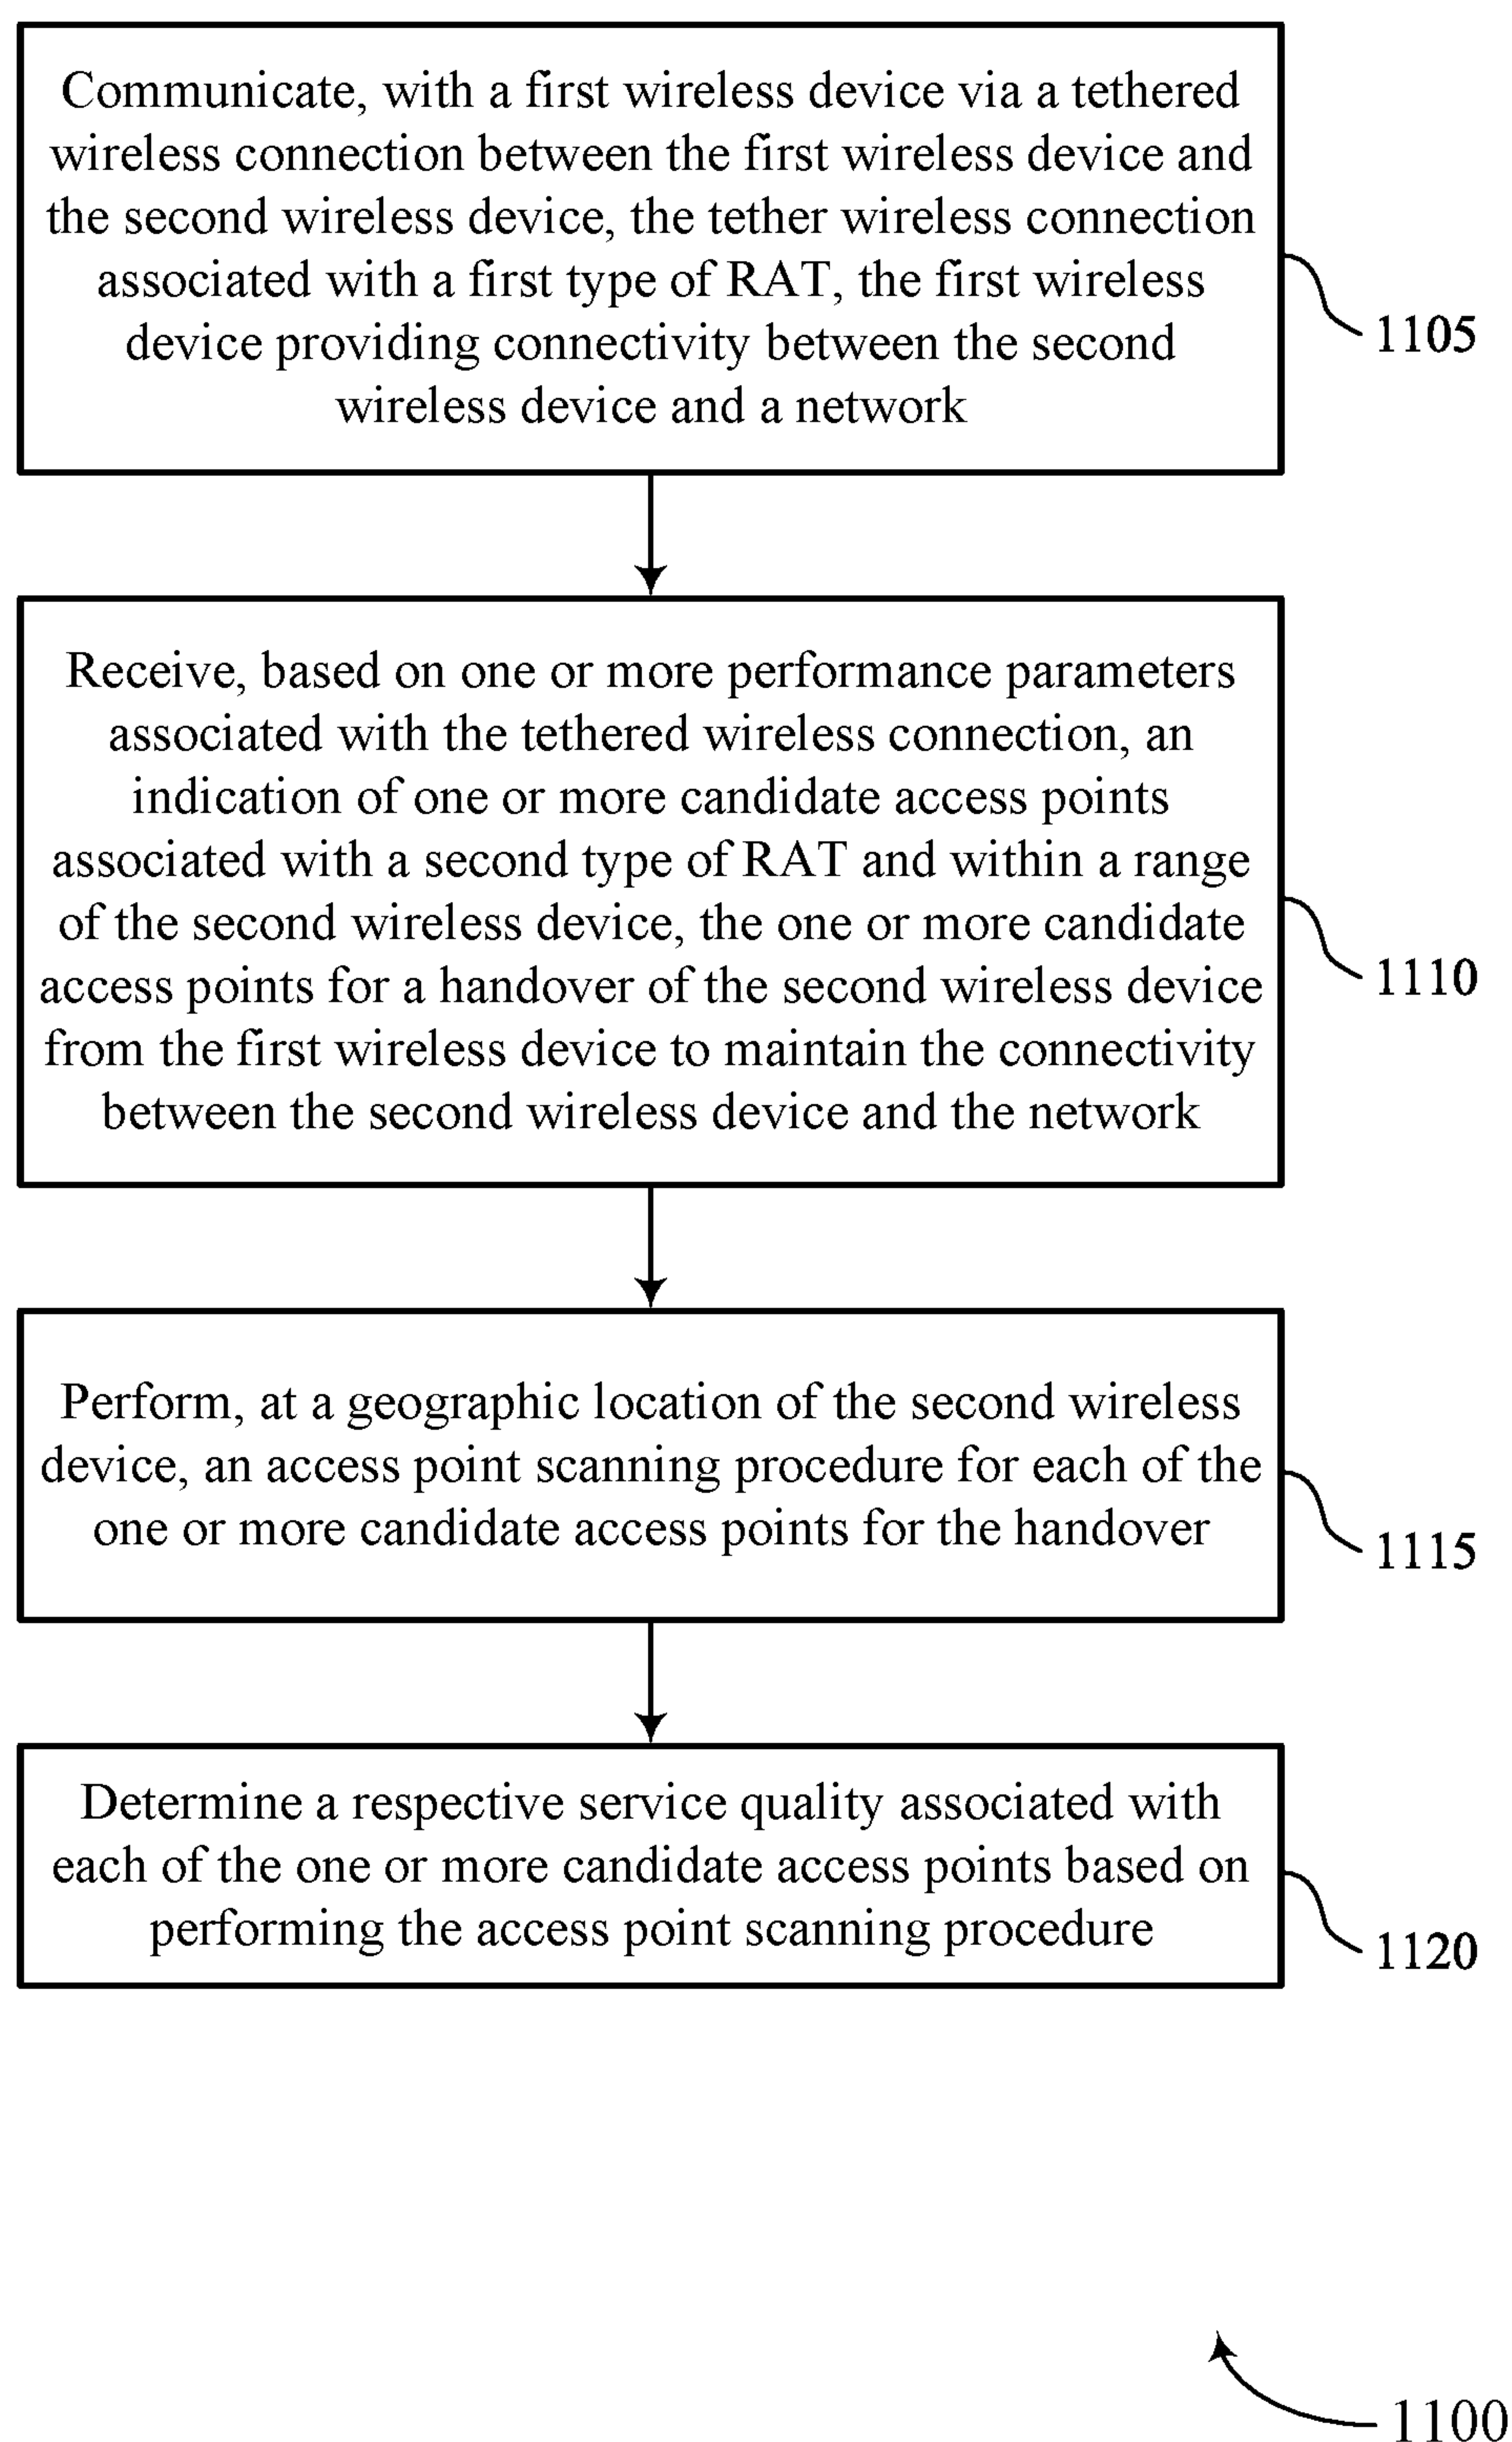 Communicate, with a first wireless device via a tethered
wireless connection between the first wireless device and
the second wireless device, the tether wireless connection
associated with a first type of RAT, the first wireless
device providing connectivity between the second
wireless device and a network
1105
Receive, based on one or more performance parameters
associated with the tethered wireless connection, an
indication of one or more candidate access points
associated with a second type of RAT and within a range
of the second wireless device, the one or more candidate
access points for a handover of the second wireless device
from the first wireless device to maintain the connectivity
between the second wireless device and the network
1110
Perform, at a geographic location of the second wireless
device, an access point scanning procedure for each of the
one or more candidate access points for the handover
1115
Determine a respective service quality associated with
each of the one or more candidate access points based on
performing the access point scanning procedure
1120
1100